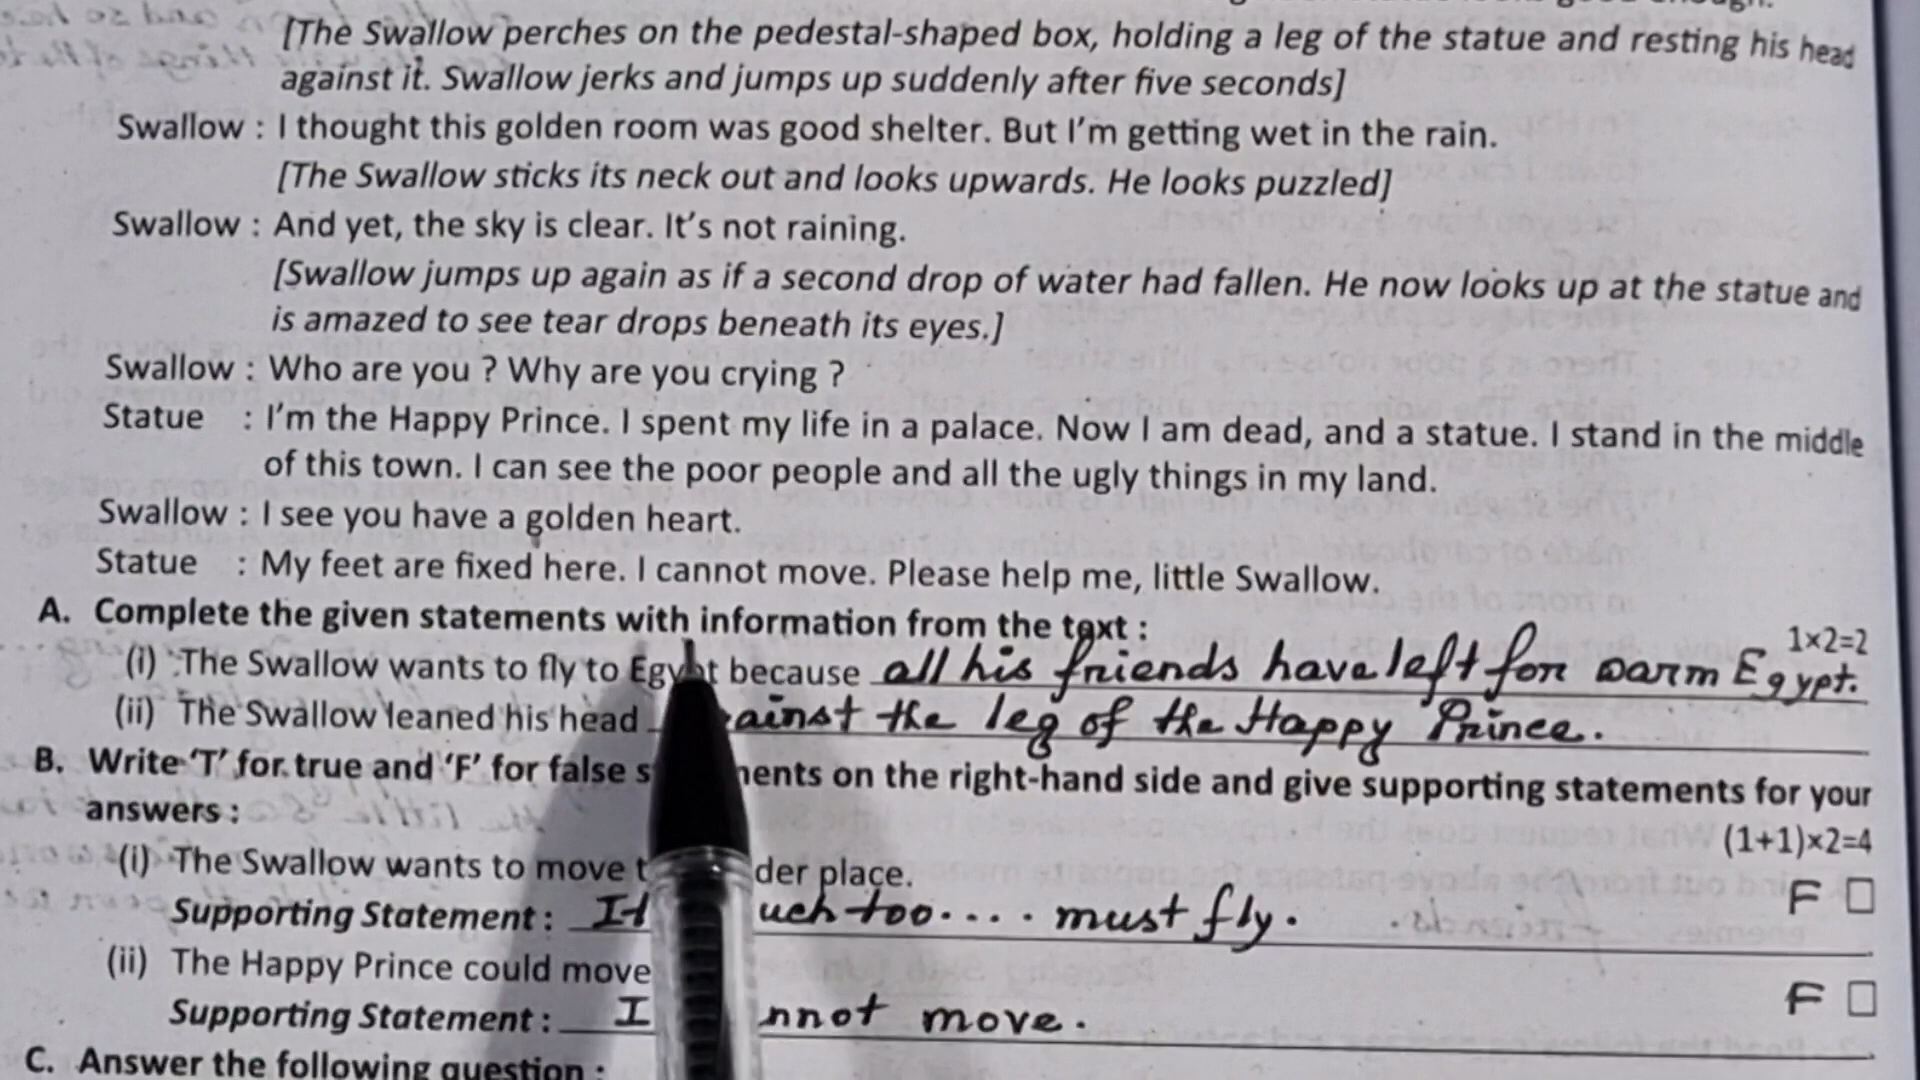 [The Swallow perches on the pedestal-shaped box, holding a leg of the statue and resting his head
against it. Swallow jerks and jumps up suddenly after five seconds]
Swallow : I thought this golden room was good shelter. But I'm getting wet in the rain.
[The Swallow sticks its neck out and looks upwards. He looks puzzled]
Swallow : And yet, the sky is clear. It's not raining.
[Swallow jumps up again as if a second drop of water had fallen. He now looks up at the statue and
is amazed to see tear drops beneath its eyes.]
Swallow : Who are you ? Why are you crying ?
Statue : I'm the Happy Prince. I spent my life in a palace. Now I am dead, and a statue. I stand in the middle
of this town. I can see the poor people and all the ugly things in my land.
Swallow : I see you have a golden heart.
Statue : My feet are fixed here. I cannot move. Please help me, little Swallow.
A. Complete the given statements with information from the text :
1×2=2
(i) The Swallow wants to fly to Egypt because all his friends have left for warm Egypt.
(ii) The Swallow leaned his head ainst the leg of the Happy Prince.
B. Write 'T' for true and 'F' for false s ments on the right-hand side and give supporting statements for your
answers :
(1+1)×2=4
(i) The Swallow wants to move t der place.
F
Supporting Statement : It uch too.... must fly.
(ii) The Happy Prince could move
F
Supporting Statement : I nnot move.
C. Answer the following question :